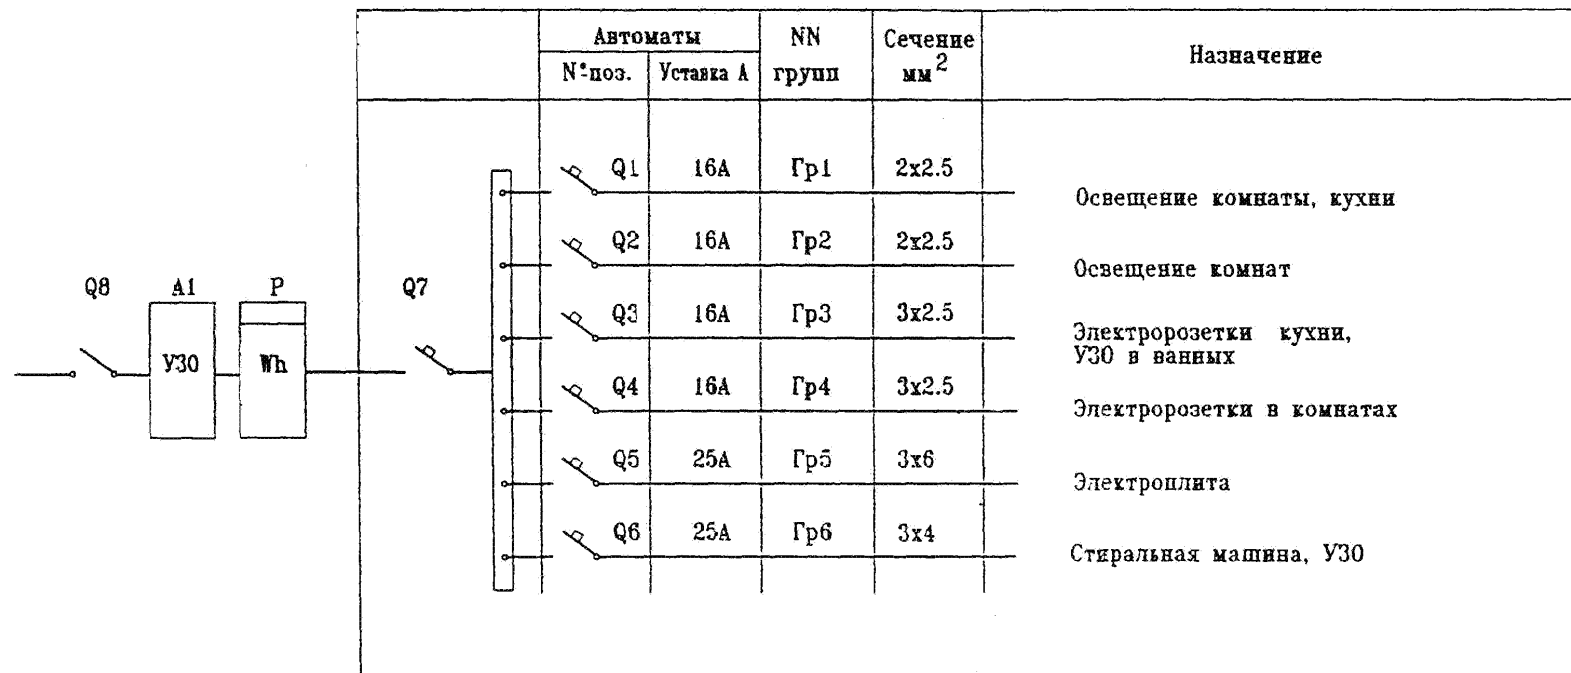 Автоматы
NN групп
Сечение мм²
Назначение
N°поз.
Уставка А
Q1 16А Гр1 2х2.5 Освещение комнаты, кухни
Q2 16А Гр2 2х2.5 Освещение комнат
Q8 А1 Р Q7
УЗО Wh
Q3 16А Гр3 3х2.5 Электророзетки кухни,
УЗО в ванных
Q4 16А Гр4 3х2.5 Электророзетки в комнатах
Q5 25А Гр5 3х6 Электроплита
Q6 25А Гр6 3х4 Стиральная машина, УЗО